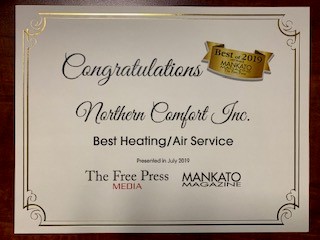 Best of 2019
MANKATO
Congratulations
Northern Comfort Inc.
Best Heating/Air Service
Presented in July 2019
The Free Press
MEDIA
MANKATO
MAGAZINE